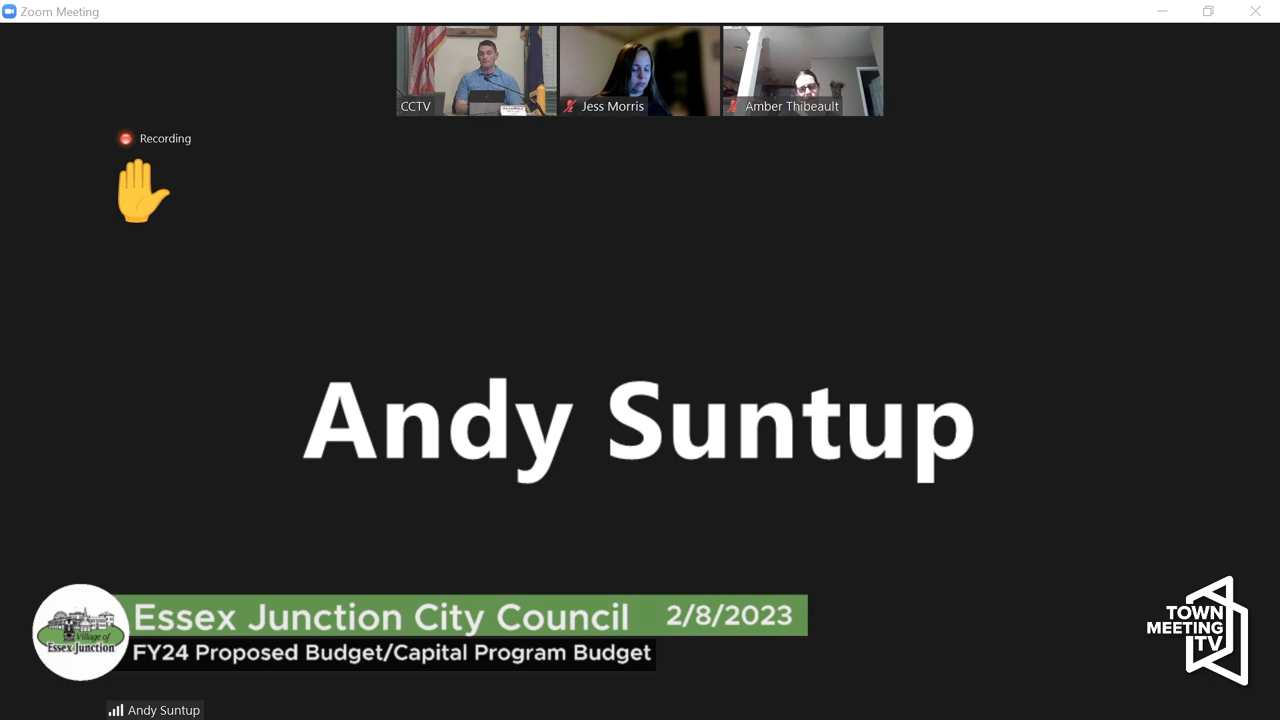 Zoom Meeting
CCTV
Jess Morris
Amber Thibeault
Recording
Andy Suntup
Essex Junction City Council 2/8/2023
FY24 Proposed Budget/Capital Program Budget
Village of
Essex Junction
TOWN
MEETING
TV
Andy Suntup